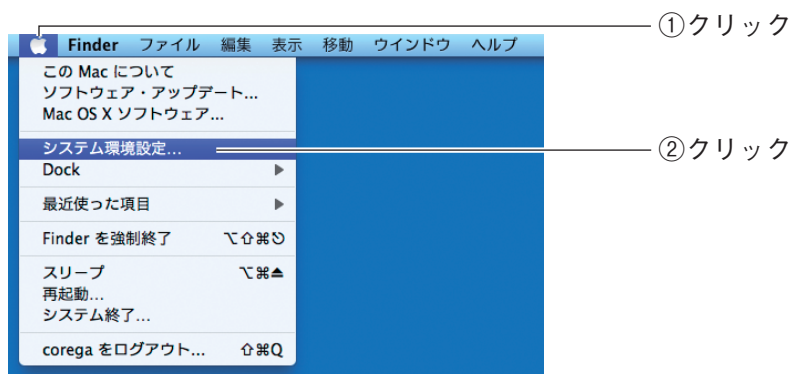 ①クリック
Finder ファイル 編集 表示 移動 ウインドウ ヘルプ
この Mac について
ソフトウェア・アップデート...
Mac OS X ソフトウェア...
システム環境設定...
②クリック
Dock ▶
最近使った項目 ▶
Finder を強制終了 ⌥⇧⌘⎋
スリープ ⌥⌘⏏
再起動...
システム終了...
corega をログアウト... ⇧⌘Q